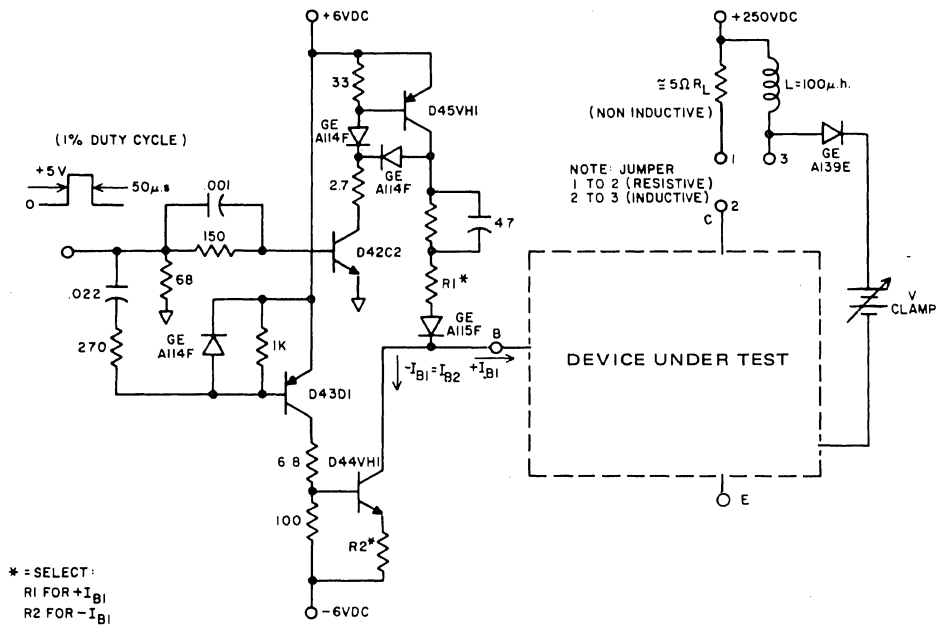 +6VDC
+250VDC
33
≅ 5Ω RL
L=100μ.h.
D45VH1
(NON INDUCTIVE)
(1% DUTY CYCLE)
GE
A114F
GE
A139E
+5V
50μ.s
0
.001
GE
A114F
1
3
NOTE: JUMPER
1 TO 2 (RESISTIVE)
2 TO 3 (INDUCTIVE)
2.7
C
2
47
150
D42C2
68
R1*
.022
V
CLAMP
GE
A115F
B
GE
A114F
270
1K
-IB1=IB2
+IB1
DEVICE UNDER TEST
D43D1
6 8
D44VH1
100
E
R2*
* = SELECT:
R1 FOR +IB1
R2 FOR -IB1
-6VDC